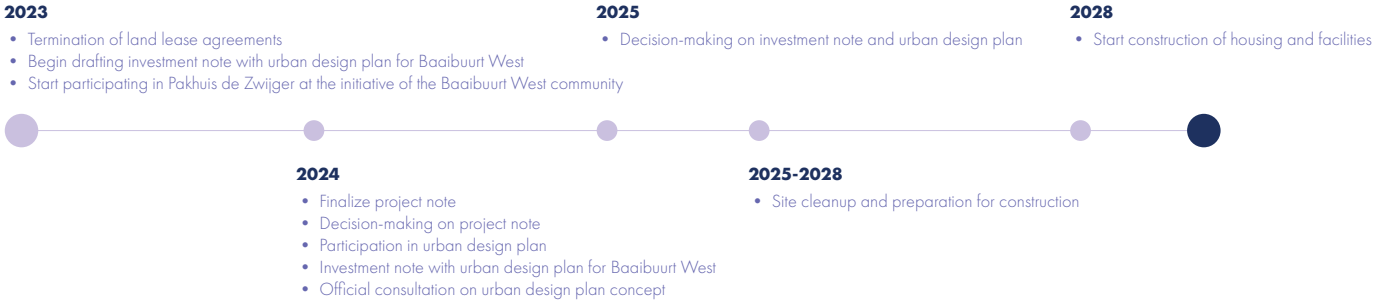 2023
• Termination of land lease agreements
• Begin drafting investment note with urban design plan for Baaibuurt West
• Start participating in Pakhuis de Zwijger at the initiative of the Baaibuurt West community
2025
• Decision-making on investment note and urban design plan
2028
• Start construction of housing and facilities
2024
• Finalize project note
• Decision-making on project note
• Participation in urban design plan
• Investment note with urban design plan for Baaibuurt West
• Official consultation on urban design plan concept
2025-2028
• Site cleanup and preparation for construction